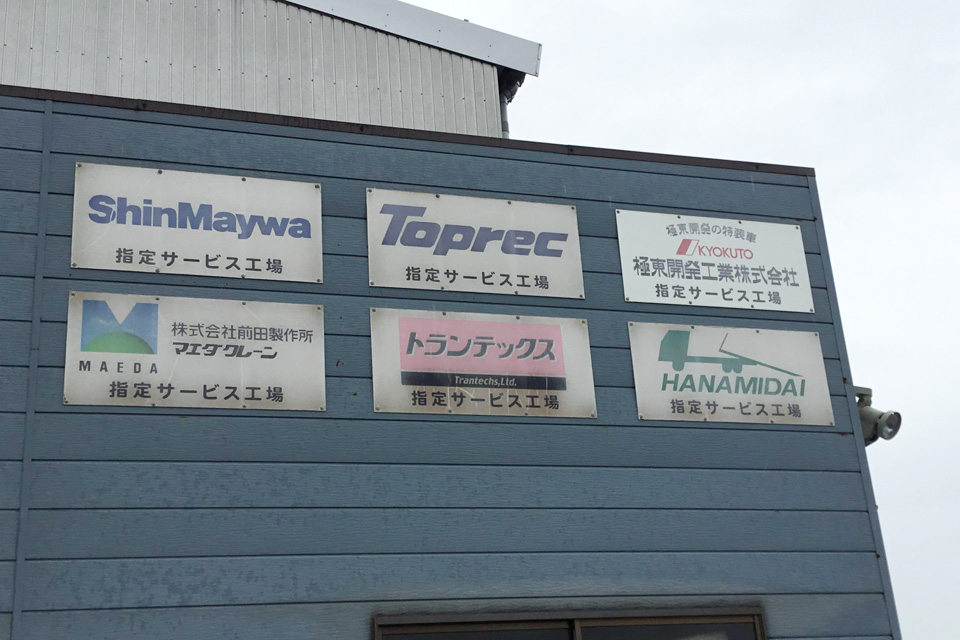 ShinMaywa
指定サービス工場
Toprec
指定サービス工場
極東開発の特装車
KYOKUTO
極東開発工業株式会社
指定サービス工場
MAEDA
株式会社前田製作所
マエダクレーン
指定サービス工場
トランテックス
Trantechs,Ltd.
指定サービス工場
HANAMIDAI
指定サービス工場